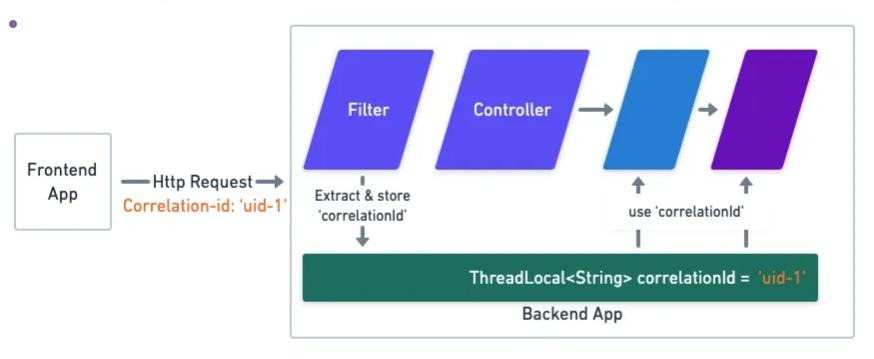 Filter
Controller
Frontend
App
Http Request
Correlation-id: ‘uid-1’
Extract & store
‘correlationId’
use ‘correlationId’
ThreadLocal<String> correlationId = ‘uid-1’
Backend App